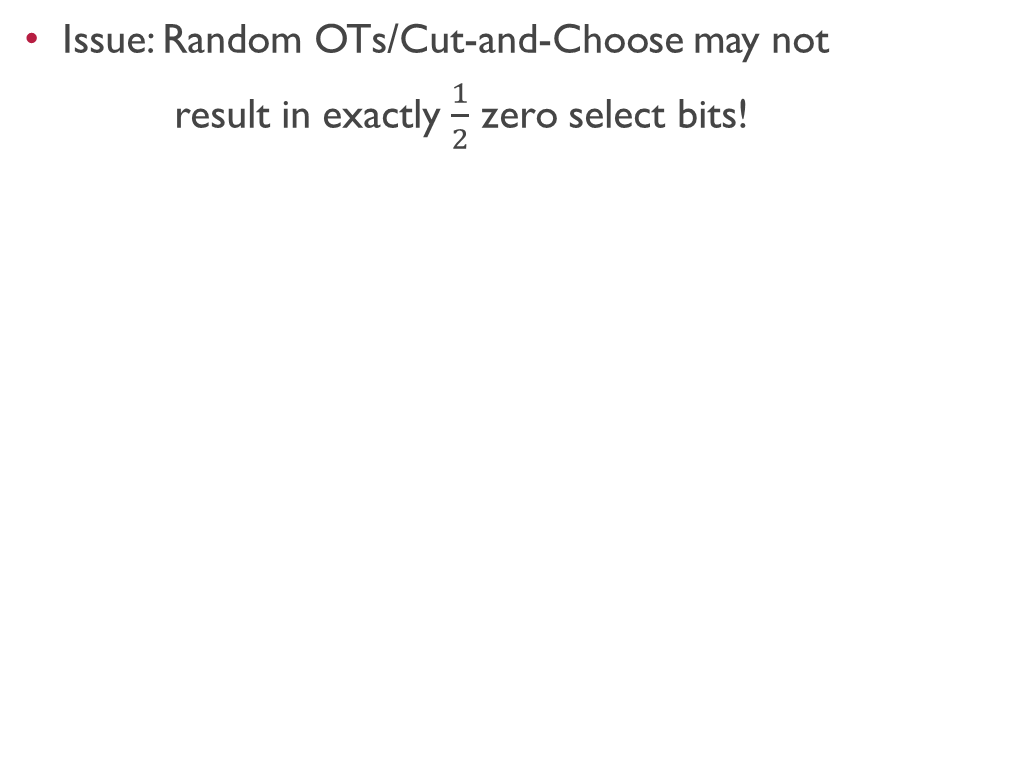 • Issue: Random OTs/Cut-and-Choose may not
result in exactly 1/2 zero select bits!